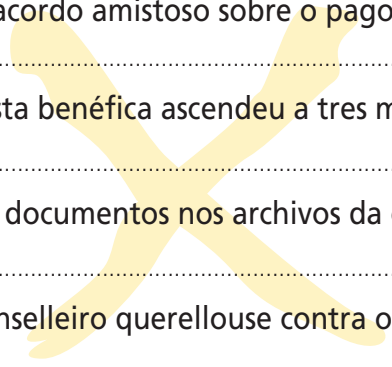 acordo amistoso sobre o pago
sta benéfica ascendeu a tres m
documentos nos archivos da
nselleiro querellouse contra o